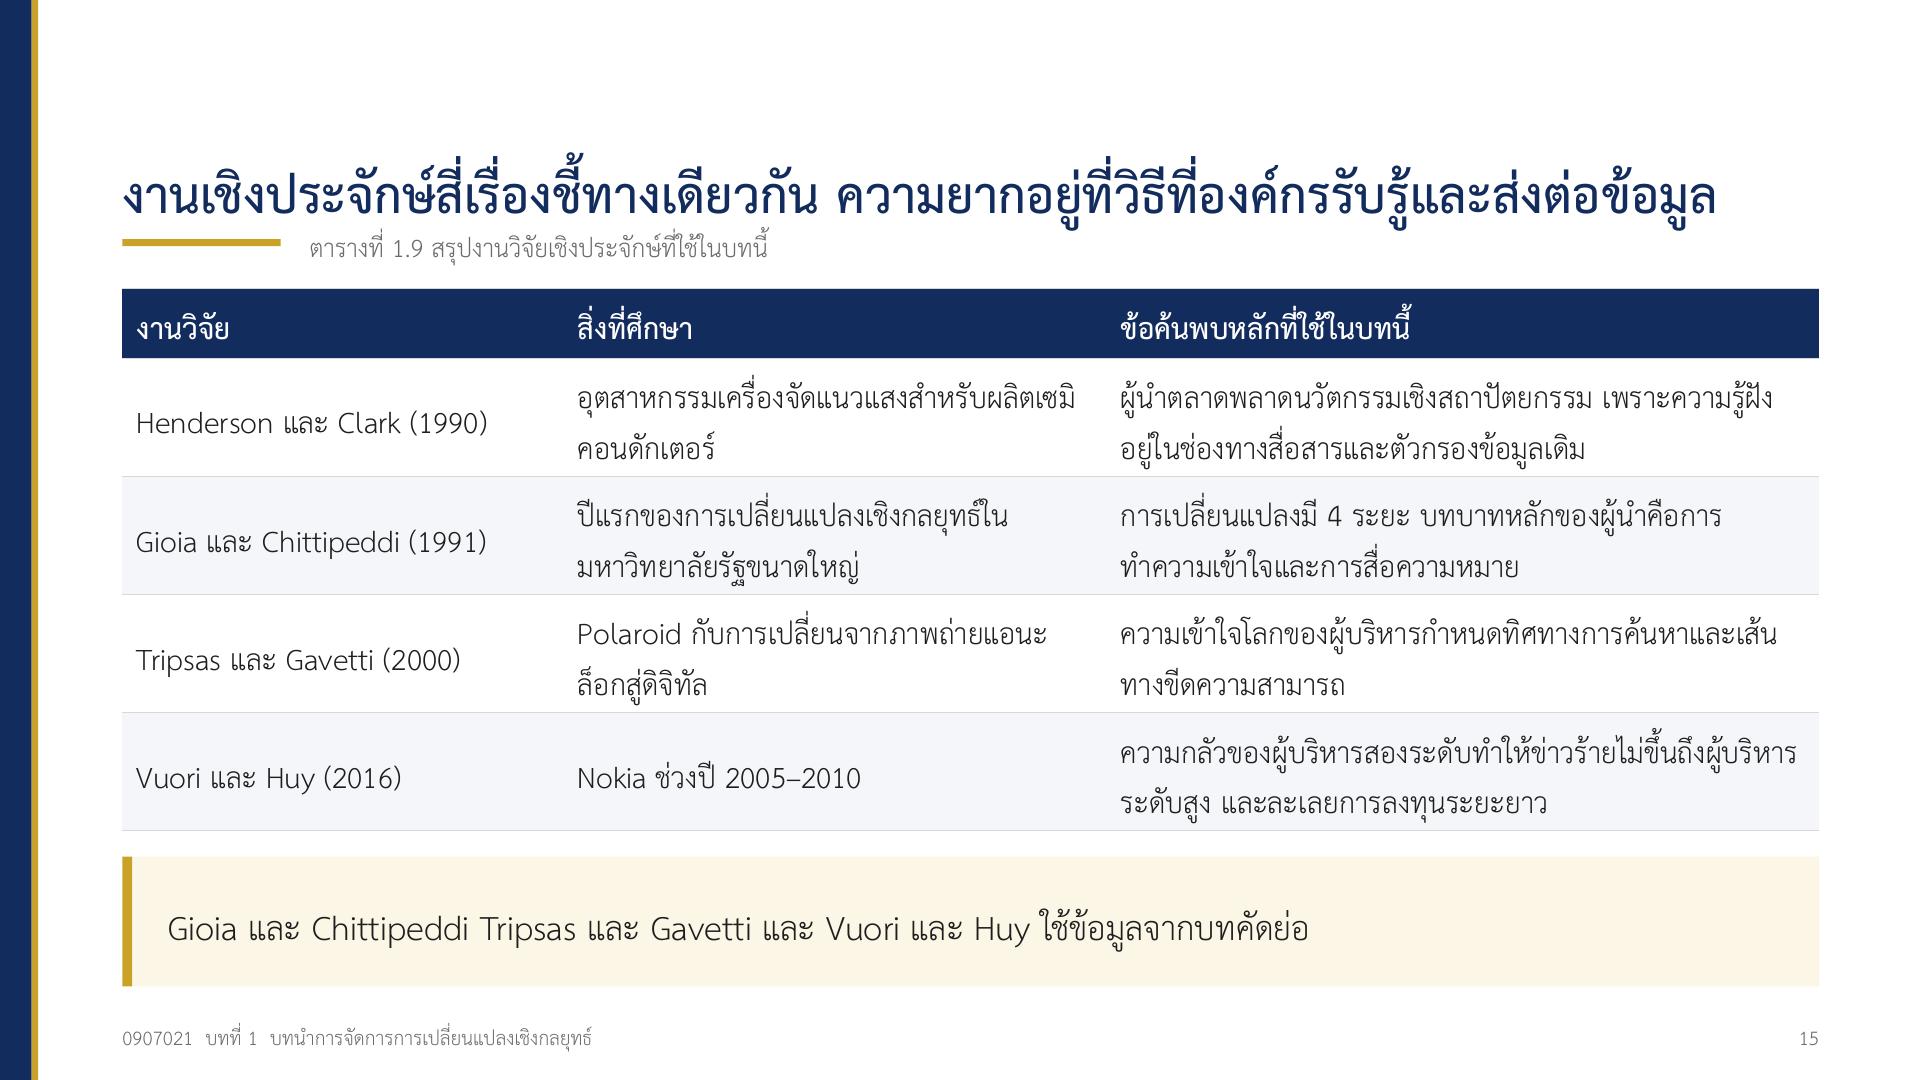 งานเชิงประจักษ์สี่เรื่องชี้ทางเดียวกัน ความยากอยู่ที่วิธีที่องค์กรรับรู้และส่งต่อข้อมูล
ตารางที่ 1.9 สรุปงานวิจัยเชิงประจักษ์ที่ใช้ในบทนี้
งานวิจัย สิ่งที่ศึกษา ข้อค้นพบหลักที่ใช้ในบทนี้
Henderson และ Clark (1990)
อุตสาหกรรมเครื่องจัดแนวแสงสำหรับผลิตเซมิ
คอนดักเตอร์
ผู้นำตลาดพลาดนวัตกรรมเชิงสถาปัตยกรรม เพราะความรู้ฝัง
อยู่ในช่องทางสื่อสารและตัวกรองข้อมูลเดิม
Gioia และ Chittipeddi (1991)
ปีแรกของการเปลี่ยนแปลงเชิงกลยุทธ์ใน
มหาวิทยาลัยรัฐขนาดใหญ่
การเปลี่ยนแปลงมี 4 ระยะ บทบาทหลักของผู้นำคือการ
ทำความเข้าใจและการสื่อความหมาย
Tripsas และ Gavetti (2000)
Polaroid กับการเปลี่ยนจากภาพถ่ายแอนะ
ล็อกสู่ดิจิทัล
ความเข้าใจโลกของผู้บริหารกำหนดทิศทางการค้นหาและเส้น
ทางขีดความสามารถ
Vuori และ Huy (2016)
Nokia ช่วงปี 2005–2010
ความกลัวของผู้บริหารสองระดับทำให้ข่าวร้ายไม่ขึ้นถึงผู้บริหาร
ระดับสูง และละเลยการลงทุนระยะยาว
Gioia และ Chittipeddi Tripsas และ Gavetti และ Vuori และ Huy ใช้ข้อมูลจากบทคัดย่อ
0907021 บทที่ 1 บทนำการจัดการการเปลี่ยนแปลงเชิงกลยุทธ์
15